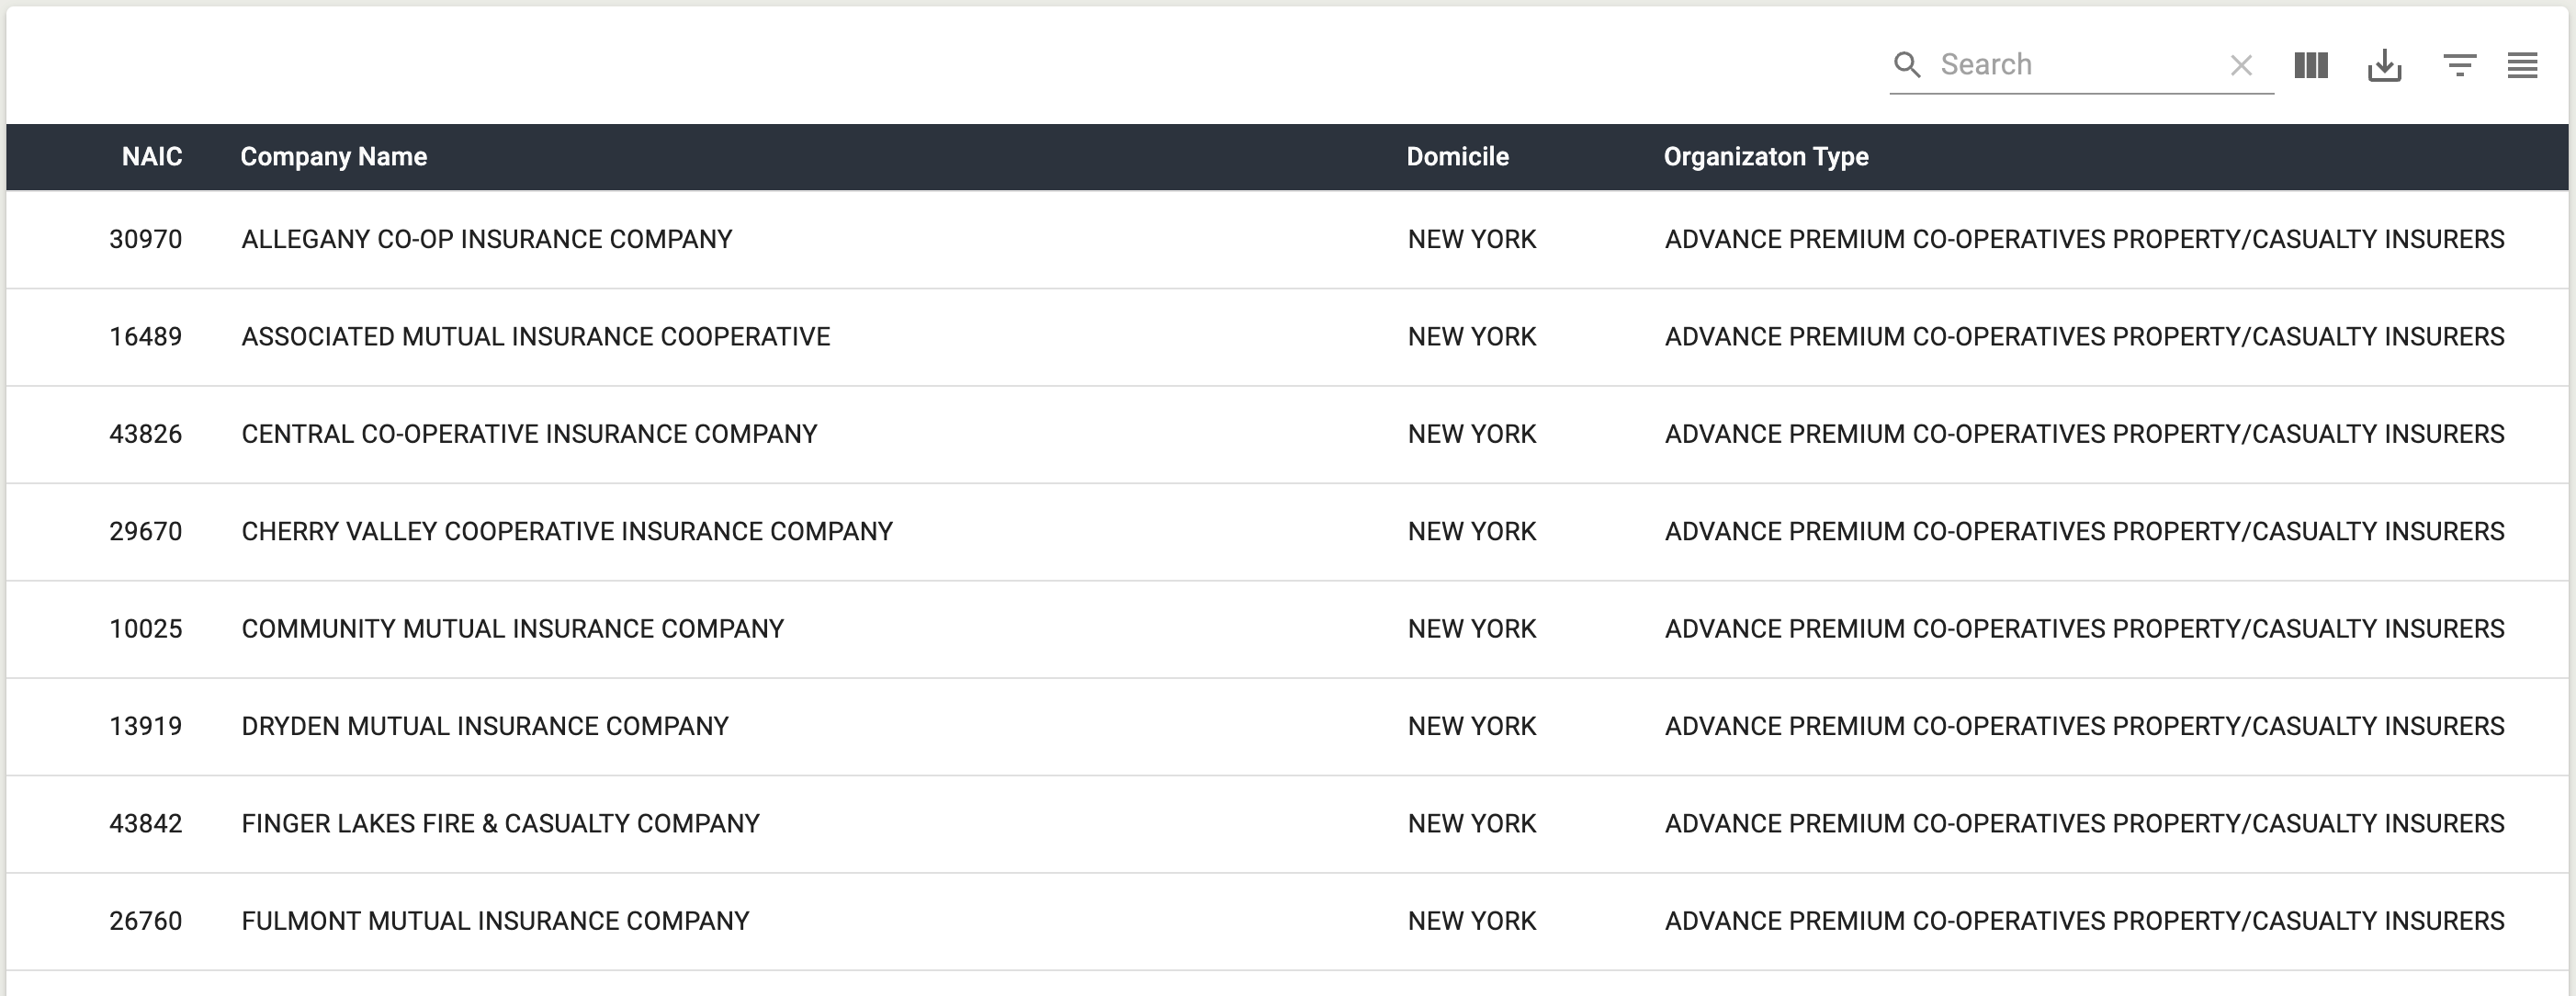 Search
NAIC Company Name Domicile Organizaton Type
30970 ALLEGANY CO-OP INSURANCE COMPANY NEW YORK ADVANCE PREMIUM CO-OPERATIVES PROPERTY/CASUALTY INSURERS
16489 ASSOCIATED MUTUAL INSURANCE COOPERATIVE NEW YORK ADVANCE PREMIUM CO-OPERATIVES PROPERTY/CASUALTY INSURERS
43826 CENTRAL CO-OPERATIVE INSURANCE COMPANY NEW YORK ADVANCE PREMIUM CO-OPERATIVES PROPERTY/CASUALTY INSURERS
29670 CHERRY VALLEY COOPERATIVE INSURANCE COMPANY NEW YORK ADVANCE PREMIUM CO-OPERATIVES PROPERTY/CASUALTY INSURERS
10025 COMMUNITY MUTUAL INSURANCE COMPANY NEW YORK ADVANCE PREMIUM CO-OPERATIVES PROPERTY/CASUALTY INSURERS
13919 DRYDEN MUTUAL INSURANCE COMPANY NEW YORK ADVANCE PREMIUM CO-OPERATIVES PROPERTY/CASUALTY INSURERS
43842 FINGER LAKES FIRE & CASUALTY COMPANY NEW YORK ADVANCE PREMIUM CO-OPERATIVES PROPERTY/CASUALTY INSURERS
26760 FULMONT MUTUAL INSURANCE COMPANY NEW YORK ADVANCE PREMIUM CO-OPERATIVES PROPERTY/CASUALTY INSURERS